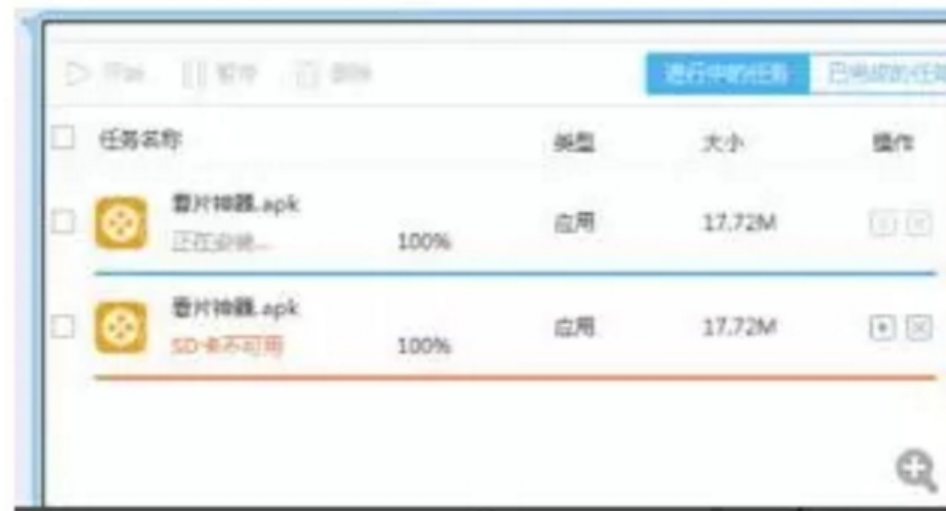 开始 暂停 删除 进行中的任务 已完成的任务
任务名称 类型 大小 操作
看片神器.apk
正在安装... 100% 应用 17.72M
看片神器.apk
SD卡不可用 100% 应用 17.72M